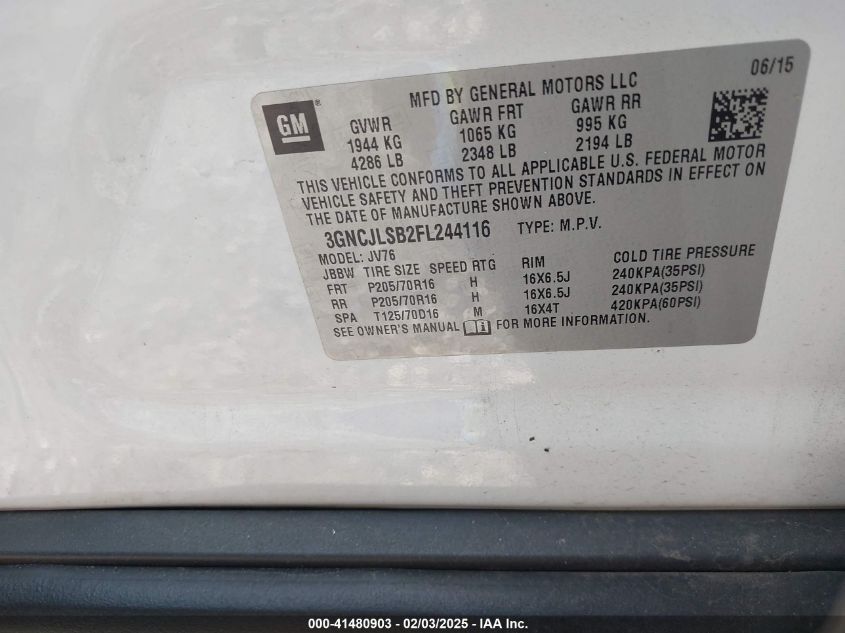 06/15
MFD BY GENERAL MOTORS LLC
GM®
GVWR GAWR FRT GAWR RR
1944 KG 1065 KG 995 KG
4286 LB 2348 LB 2194 LB
THIS VEHICLE CONFORMS TO ALL APPLICABLE U.S. FEDERAL MOTOR
VEHICLE SAFETY AND THEFT PREVENTION STANDARDS IN EFFECT ON
THE DATE OF MANUFACTURE SHOWN ABOVE.
3GNCJLSB2FL244116 TYPE: M.P.V.
MODEL: JV76
JBBW TIRE SIZE SPEED RTG RIM COLD TIRE PRESSURE
FRT P205/70R16 H 16X6.5J 240KPA(35PSI)
RR P205/70R16 H 16X6.5J 240KPA(35PSI)
SPA T125/70D16 M 16X4T 420KPA(60PSI)
SEE OWNER'S MANUAL FOR MORE INFORMATION.
000-41480903 — 02/03/2025 — IAA Inc.